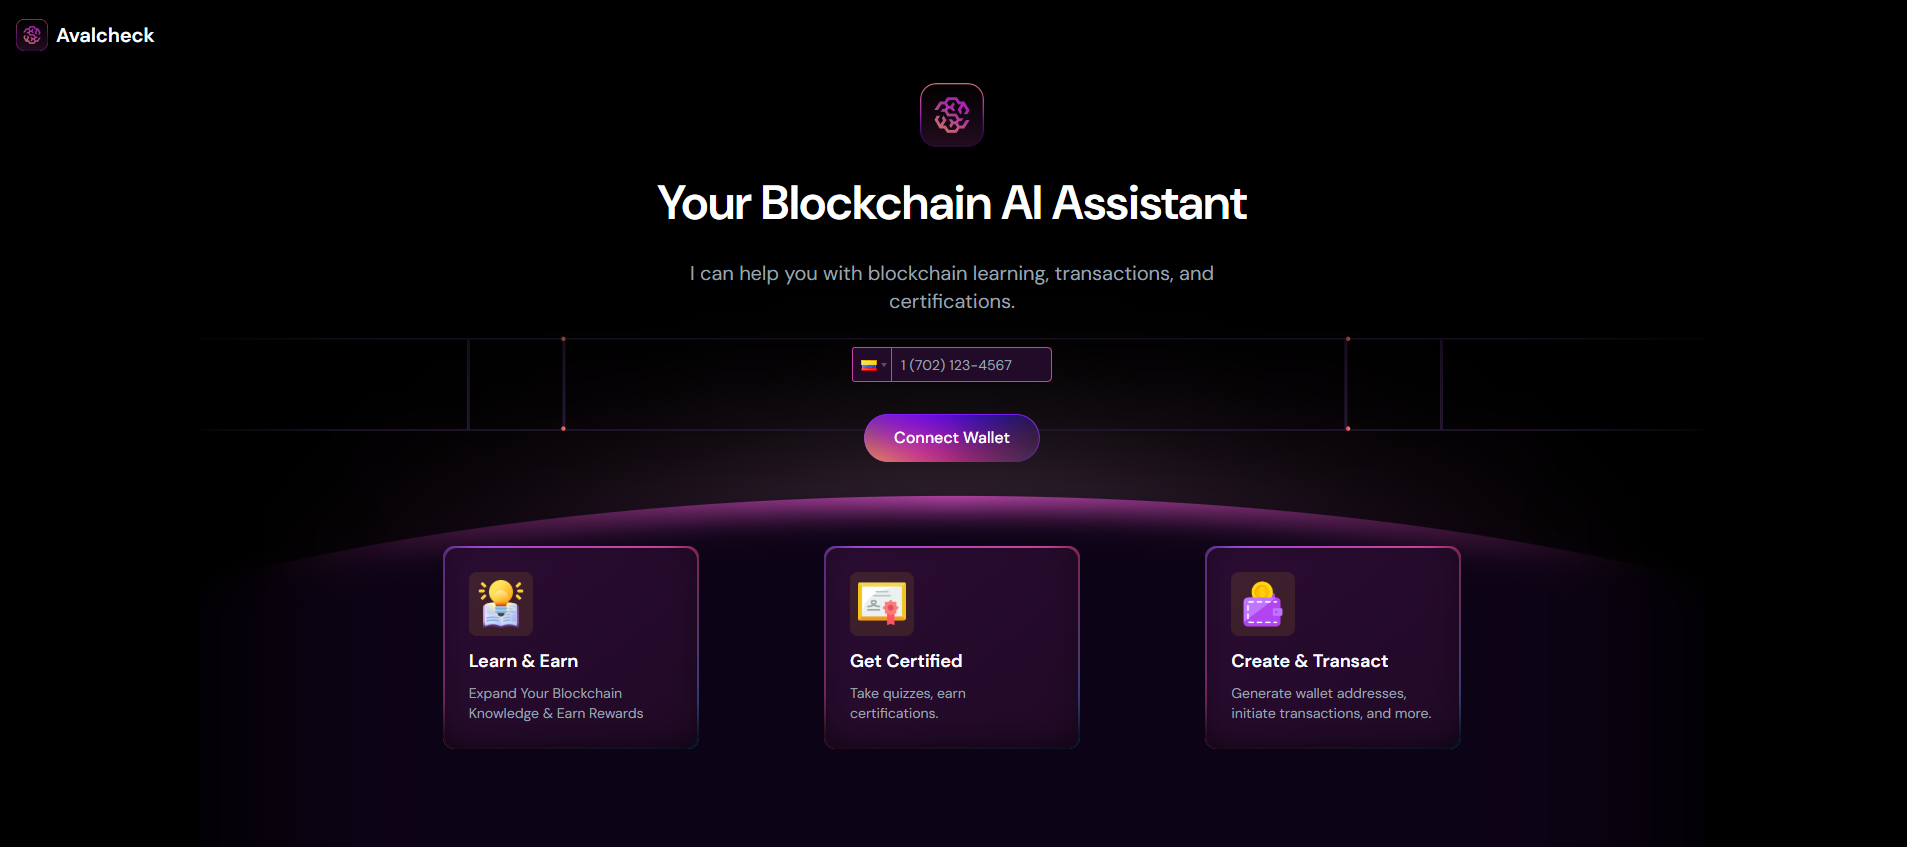 Avalcheck
Your Blockchain AI Assistant
I can help you with blockchain learning, transactions, and
certifications.
1 (702) 123-4567
Connect Wallet
Learn & Earn
Expand Your Blockchain
Knowledge & Earn Rewards
Get Certified
Take quizzes, earn
certifications.
Create & Transact
Generate wallet addresses,
initiate transactions, and more.